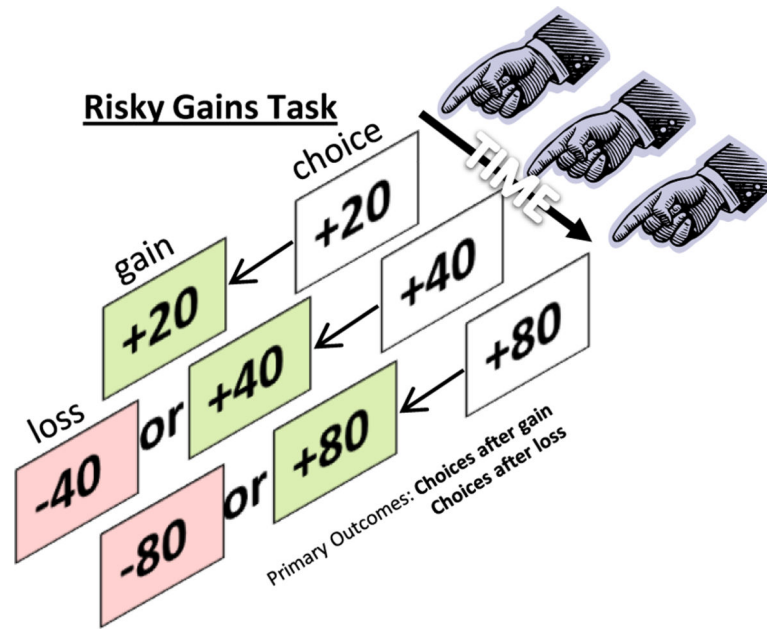 Risky Gains Task
choice
TIME
+20
gain
+40
+20
+80
or
+40
loss
-40
or
+80
-80
Primary Outcomes: Choices after gain
Choices after loss